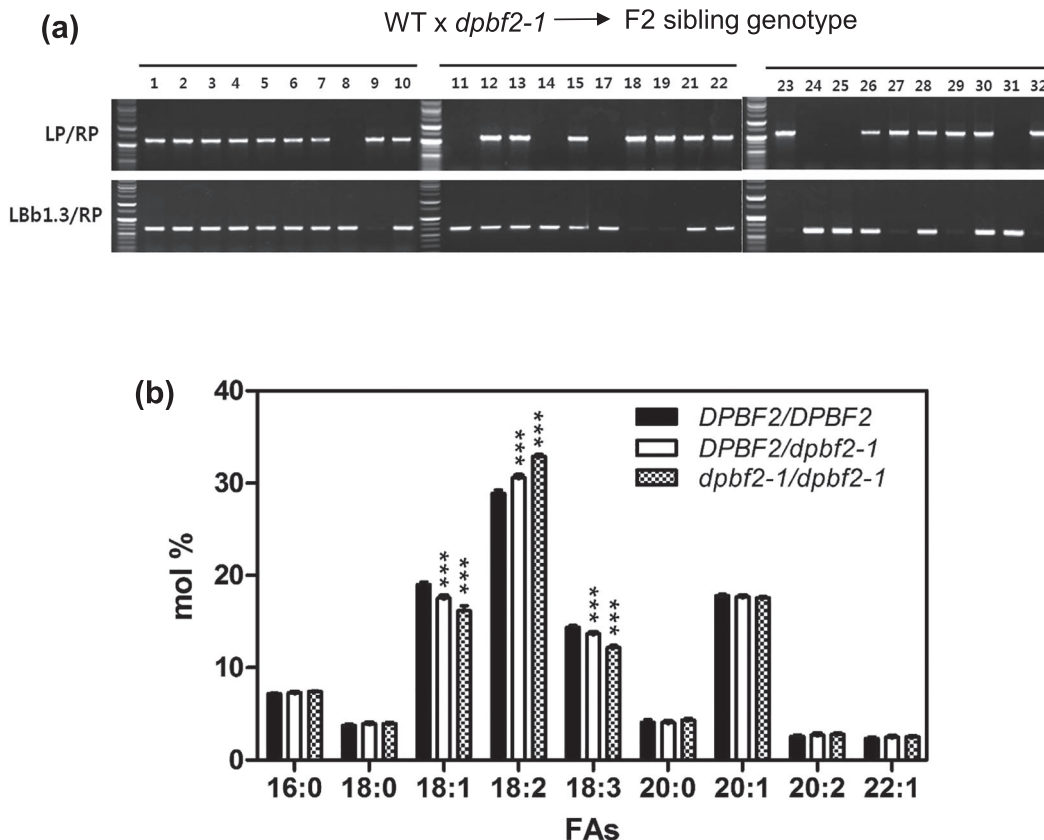 (a)
WT x dpbf2-1 → F2 sibling genotype
1 2 3 4 5 6 7 8 9 10 11 12 13 14 15 17 18 19 21 22 23 24 25 26 27 28 29 30 31 32
LP/RP
LBb1.3/RP
(b)
40
30
20
10
0
mol %
DPBF2/DPBF2
DPBF2/dpbf2-1
dpbf2-1/dpbf2-1
*** ***
*** ***
*** ***
16:0 18:0 18:1 18:2 18:3 20:0 20:1 20:2 22:1
FAs